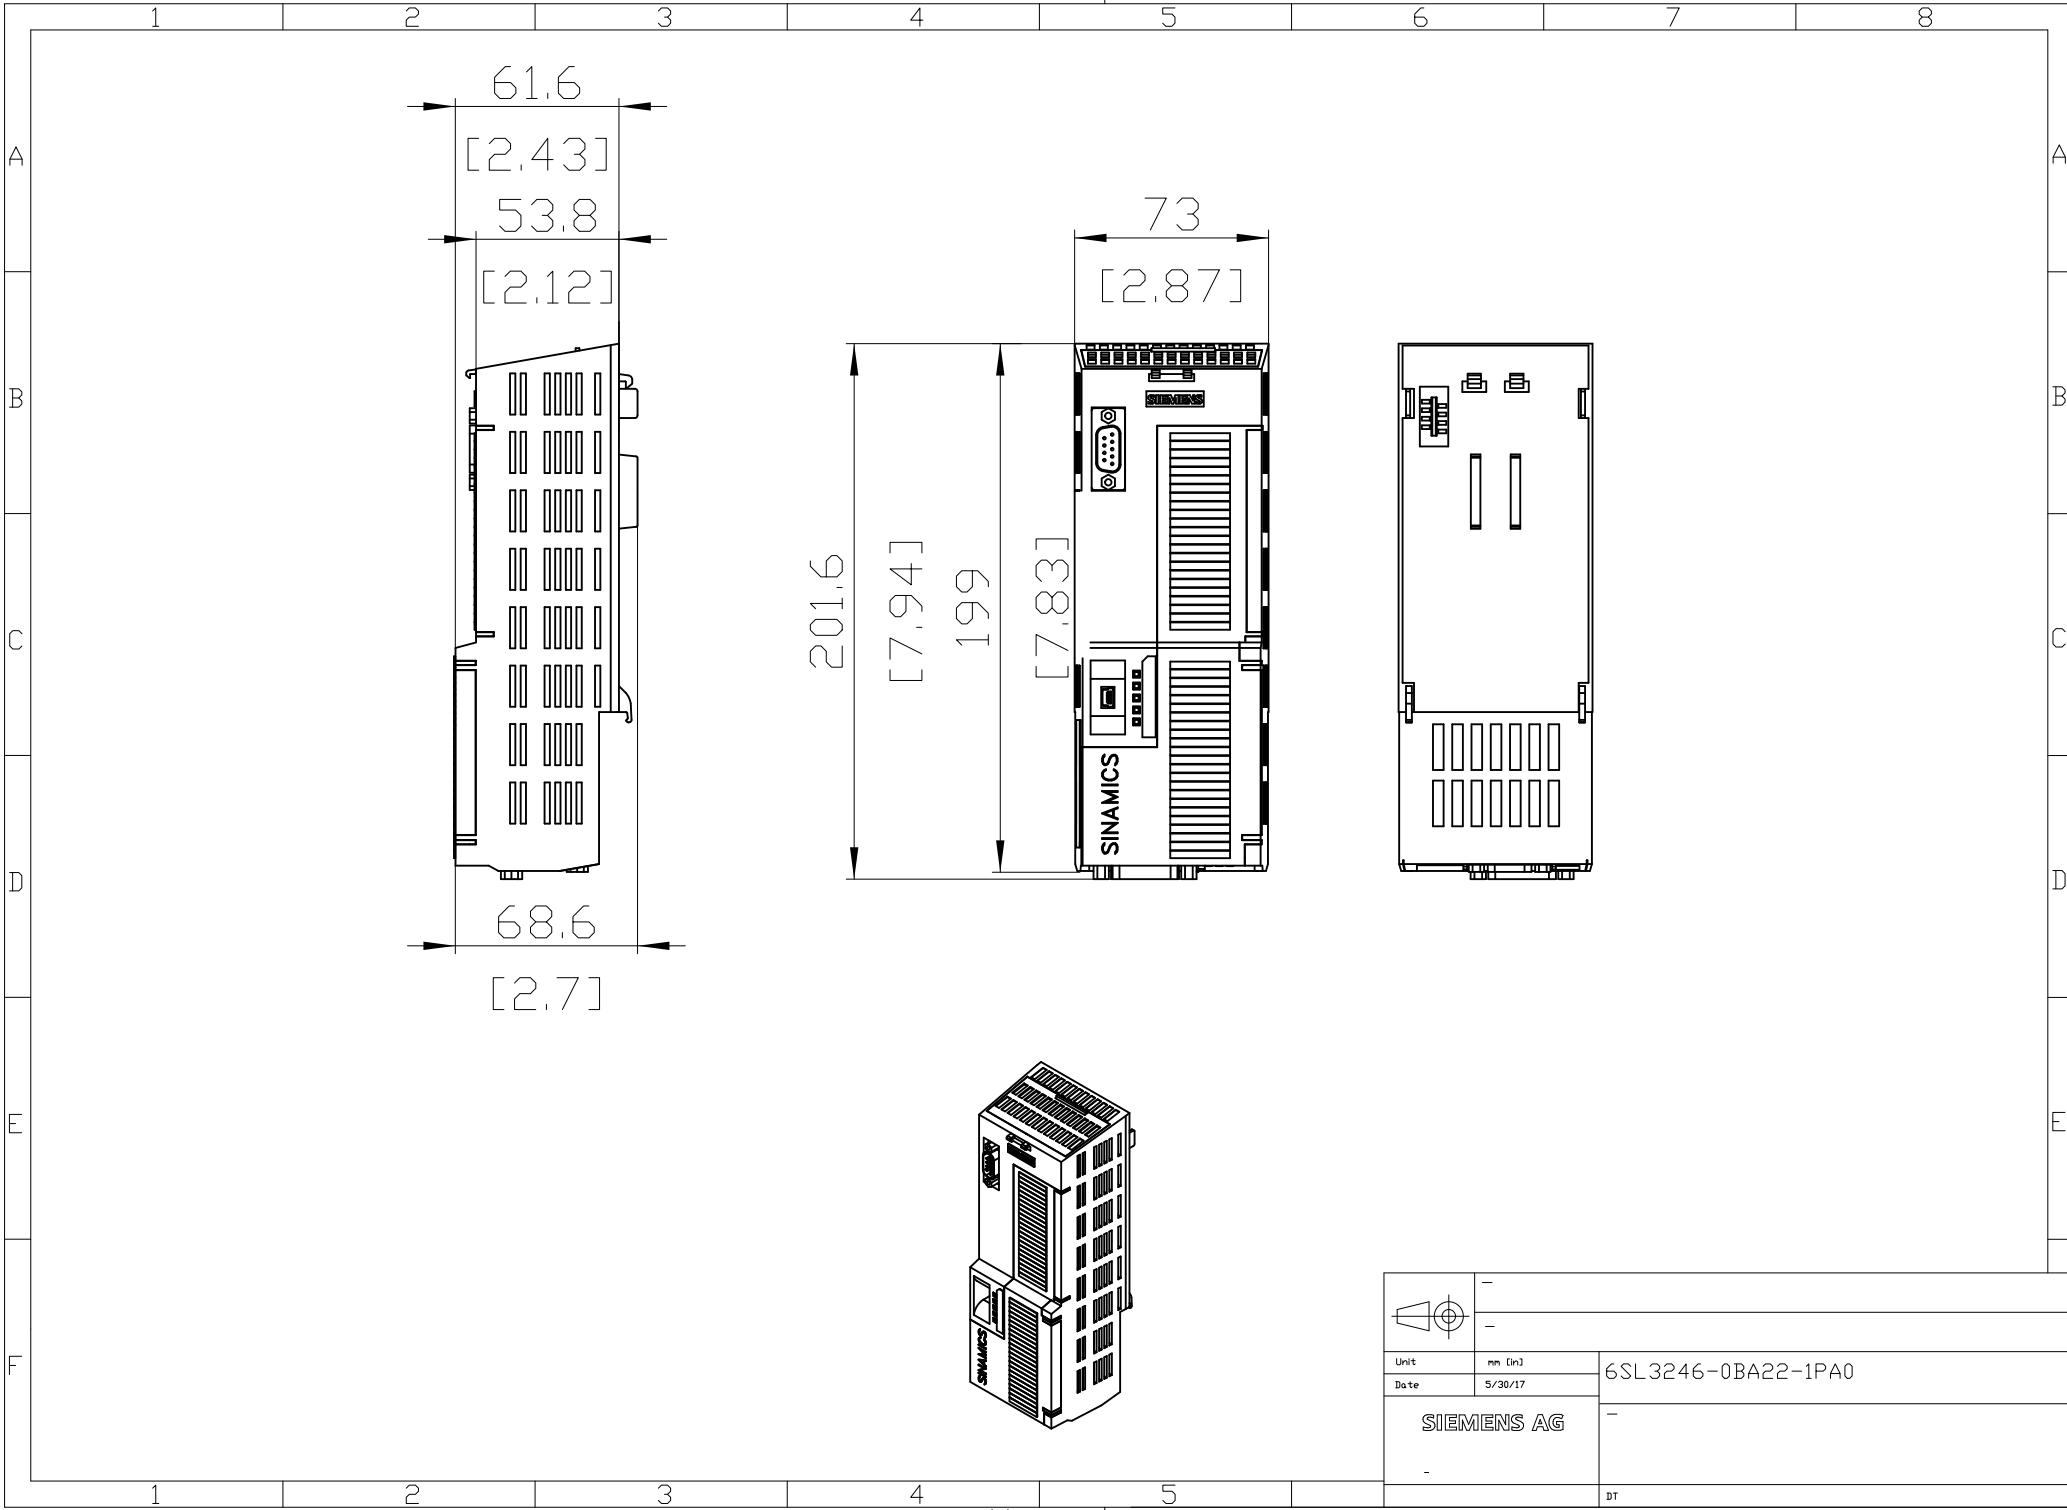 1 2 3 4 5 6 7 8
61.6
[2.43]
A A
53.8
[2.12]
73
[2.87]
SIEMENS
B B
201.6
[7.94]
199
[7.83]
C C
SINAMICS
D D
68.6
[2.7]
E E
SIEMENS
SINAMICS
F
Unit mm [in]
Date 5/30/17
6SL3246-0BA22-1PA0
SIEMENS AG
DT
1 2 3 4 5